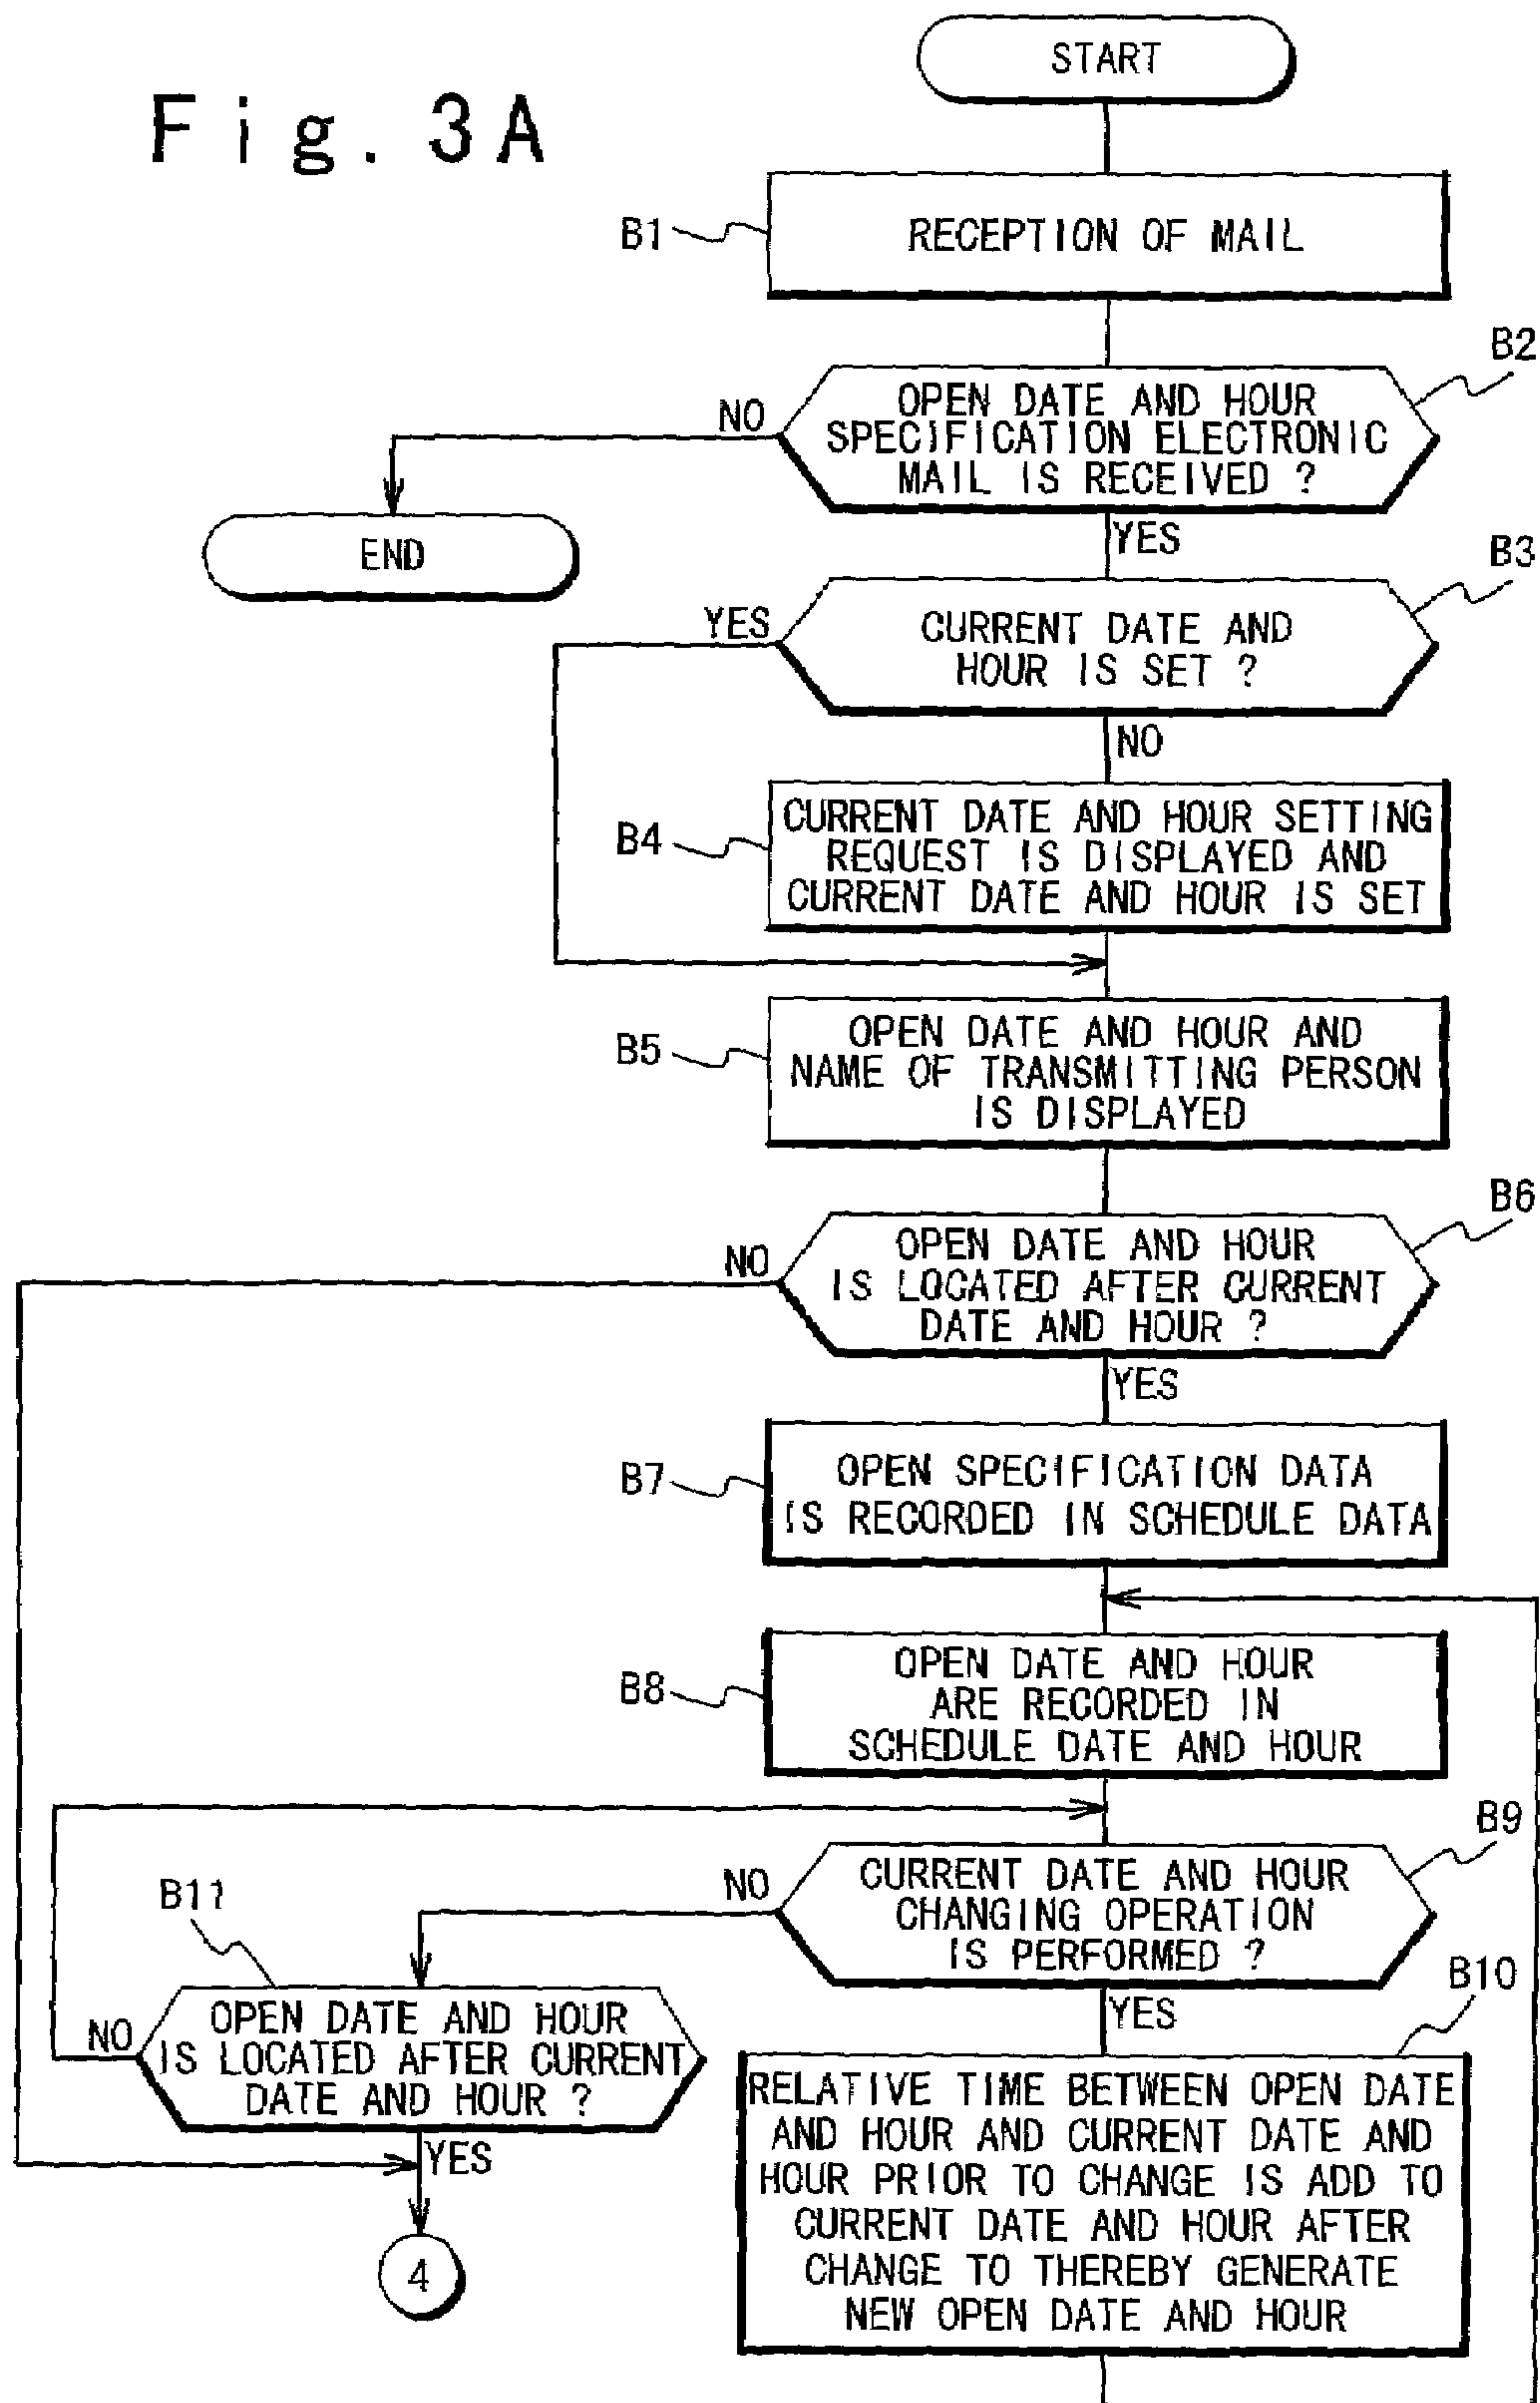 Fig. 3A
START
B1
RECEPTION OF MAIL
B2
OPEN DATE AND HOUR
SPECIFICATION ELECTRONIC
MAIL IS RECEIVED ?
NO
END
YES
B3
CURRENT DATE AND
HOUR IS SET ?
YES
NO
B4
CURRENT DATE AND HOUR SETTING
REQUEST IS DISPLAYED AND
CURRENT DATE AND HOUR IS SET
B5
OPEN DATE AND HOUR AND
NAME OF TRANSMITTING PERSON
IS DISPLAYED
B6
OPEN DATE AND HOUR
IS LOCATED AFTER CURRENT
DATE AND HOUR ?
NO
YES
B7
OPEN SPECIFICATION DATA
IS RECORDED IN SCHEDULE DATA
B8
OPEN DATE AND HOUR
ARE RECORDED IN
SCHEDULE DATE AND HOUR
B9
CURRENT DATE AND HOUR
CHANGING OPERATION
IS PERFORMED ?
NO
YES
B11
OPEN DATE AND HOUR
IS LOCATED AFTER CURRENT
DATE AND HOUR ?
NO
YES
4
B10
RELATIVE TIME BETWEEN OPEN DATE
AND HOUR AND CURRENT DATE AND
HOUR PRIOR TO CHANGE IS ADD TO
CURRENT DATE AND HOUR AFTER
CHANGE TO THEREBY GENERATE
NEW OPEN DATE AND HOUR